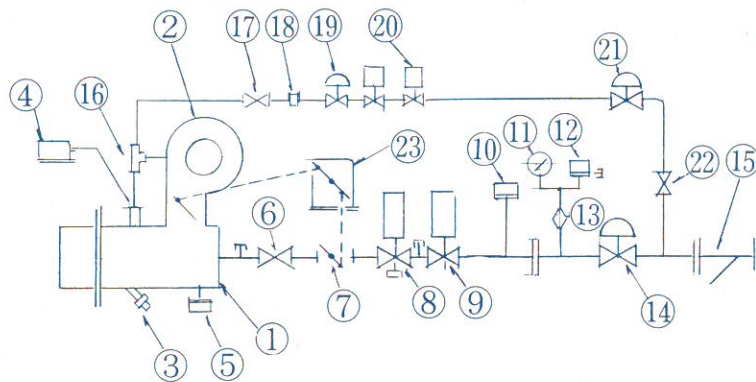 ② ⑰ ⑱ ⑲ ⑳ ㉑
④ ⑯ ㉓ ⑩ ⑪ ⑫
⑥ ⑬ ㉒ ⑮
⑦ ⑧ ⑨ ⑭
③ ⑤ ①